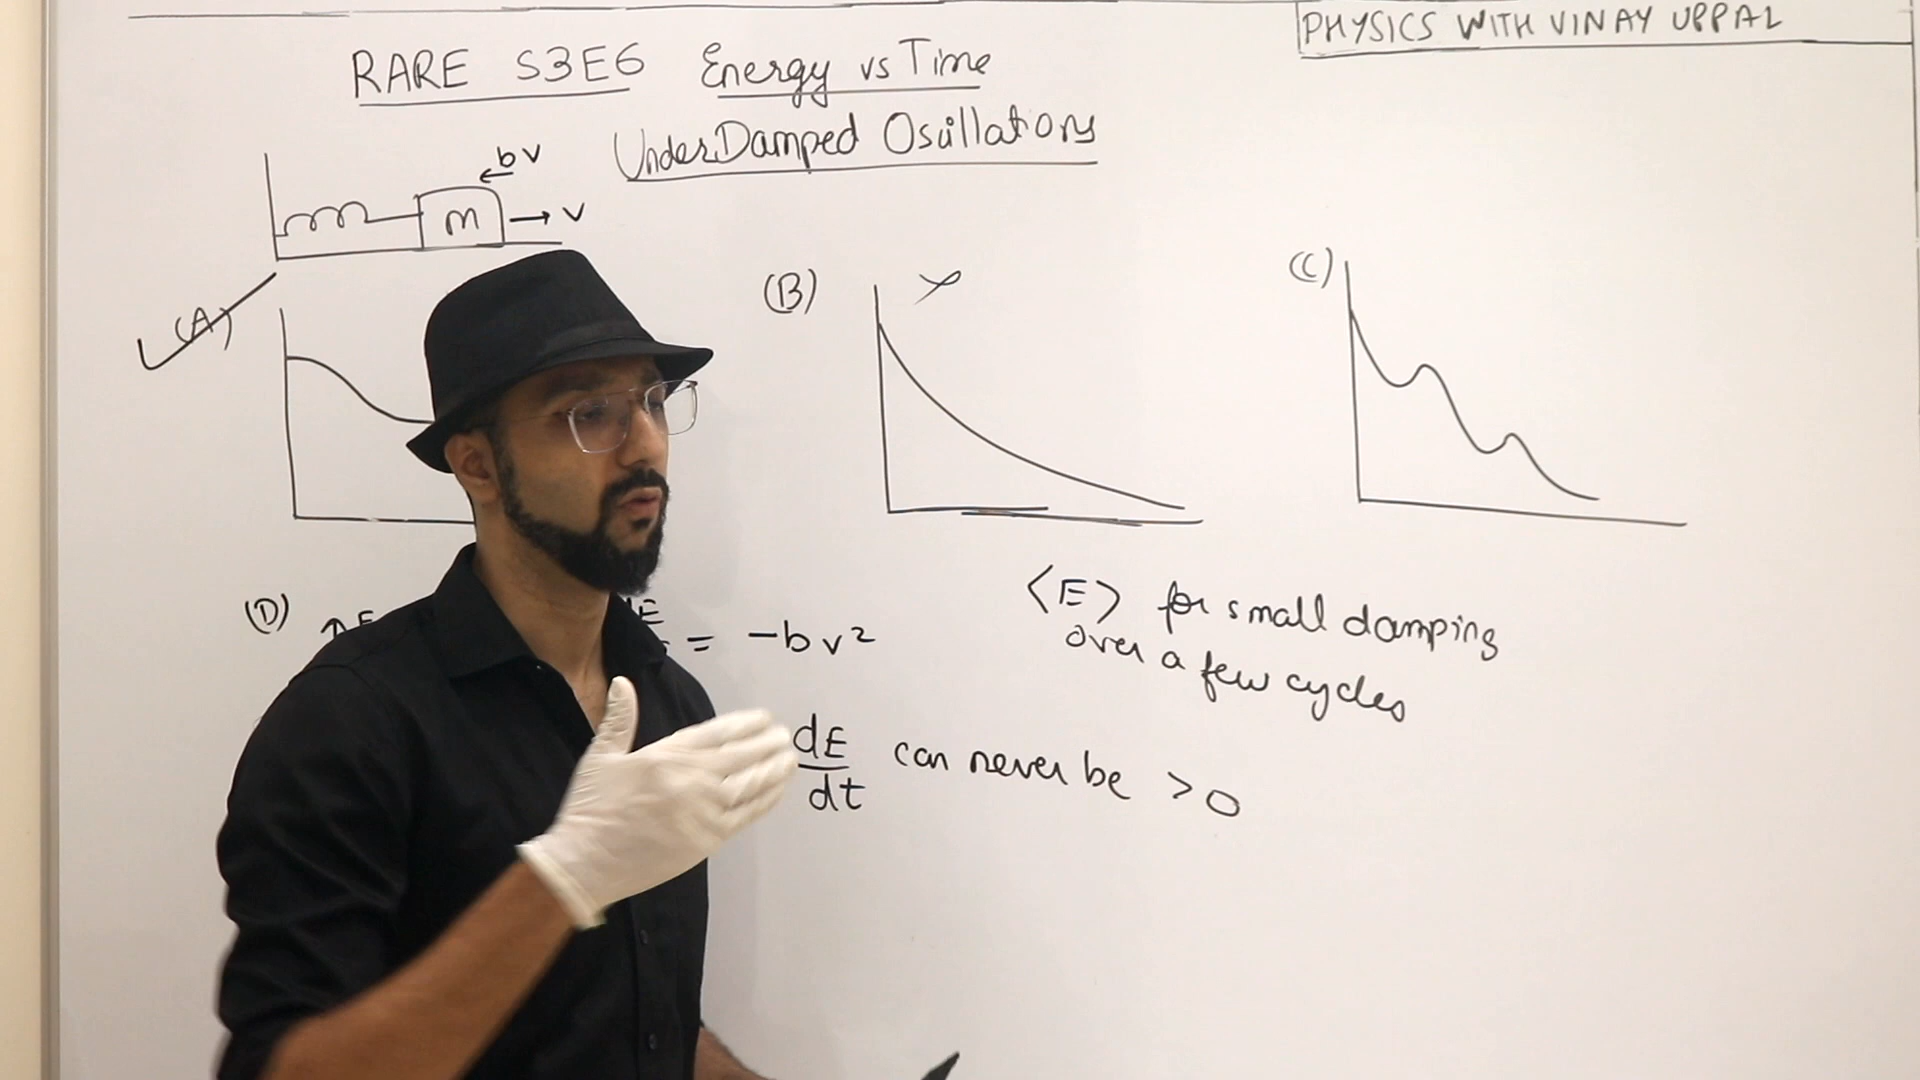 PHYSICS WITH VINAY UPPAL
RARE S3E6 Energy vs Time
UnderDamped Oscillations
bv
m
v
(A)
(B)
(C)
(D)
E
= -bv²
<E> for small damping
over a few cycles
dE
dt
can never be > 0